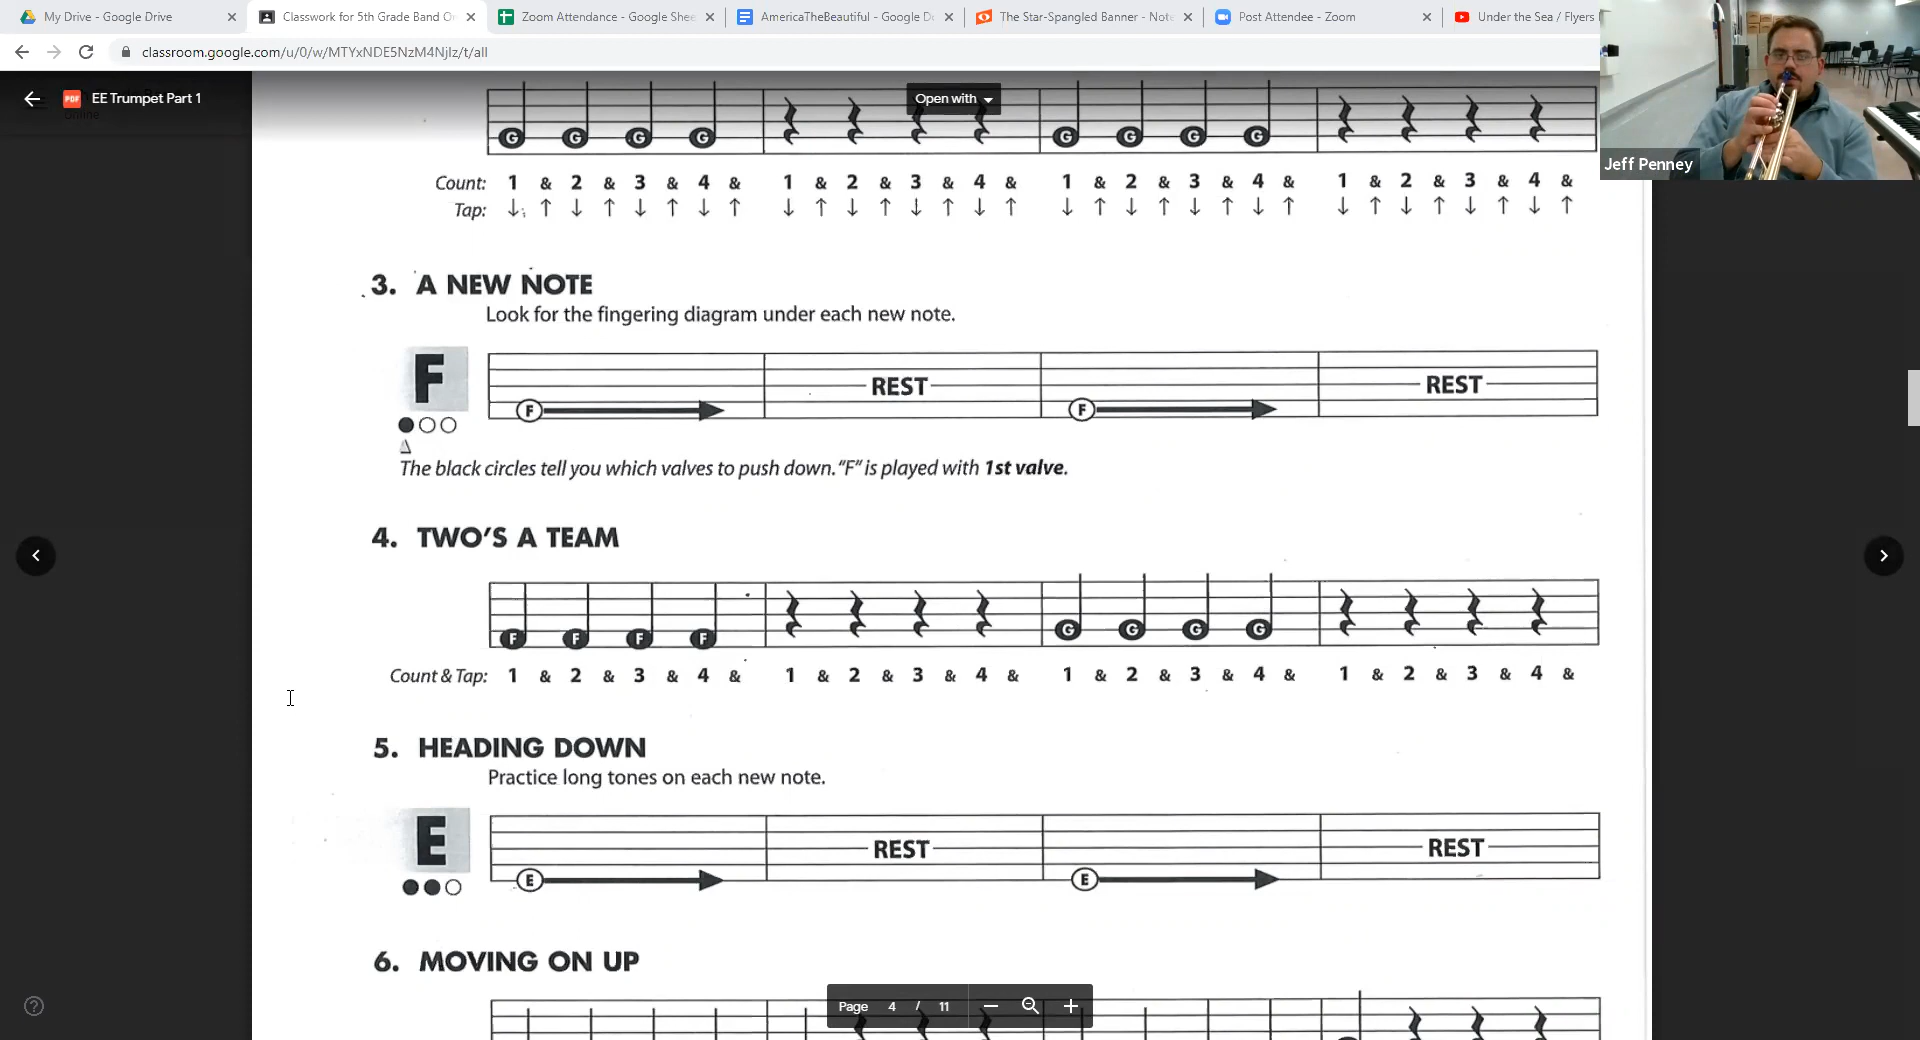 My Drive - Google Drive
Classwork for 5th Grade Band O
Zoom Attendance - Google Shee
AmericaTheBeautiful - Google D
The Star-Spangled Banner - Note
Post Attendee - Zoom
Under the Sea / Flyers
classroom.google.com/u/0/w/MTYxNDE5NzM4NjIz/t/all
PDF EE Trumpet Part 1
Open with
Jeff Penney
G G G G G G G G
Count: 1 & 2 & 3 & 4 & 1 & 2 & 3 & 4 & 1 & 2 & 3 & 4 & 1 & 2 & 3 & 4 &
Tap: ↓ ↑ ↓ ↑ ↓ ↑ ↓ ↑ ↓ ↑ ↓ ↑ ↓ ↑ ↓ ↑ ↓ ↑ ↓ ↑ ↓ ↑ ↓ ↑ ↓ ↑ ↓ ↑ ↓ ↑ ↓ ↑
3. A NEW NOTE
Look for the fingering diagram under each new note.
F
F REST F REST
The black circles tell you which valves to push down. "F" is played with 1st valve.
4. TWO'S A TEAM
F F F F G G G G
Count & Tap: 1 & 2 & 3 & 4 & 1 & 2 & 3 & 4 & 1 & 2 & 3 & 4 & 1 & 2 & 3 & 4 &
5. HEADING DOWN
Practice long tones on each new note.
E
E REST E REST
6. MOVING ON UP
Page 4 / 11